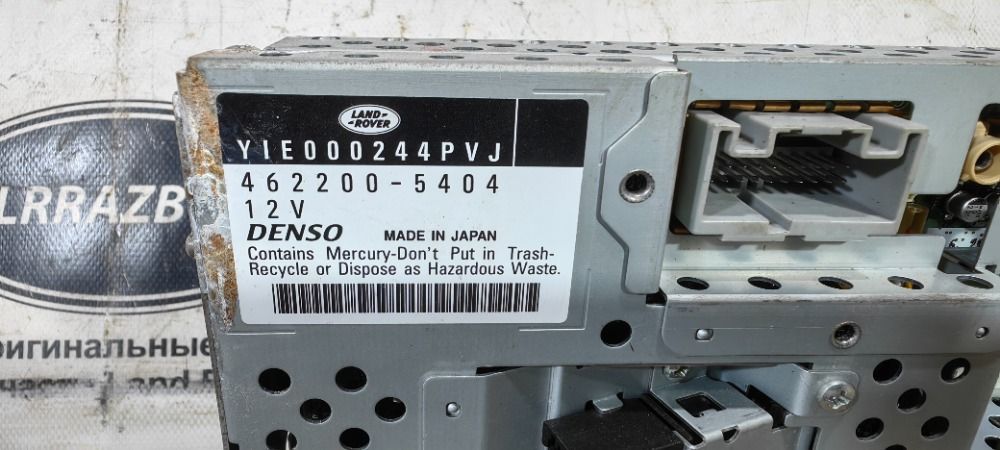 LAND-
-ROVER
YIE000244PVJ
462200-5404
12V
DENSO MADE IN JAPAN
Contains Mercury-Don't Put in Trash-
Recycle or Dispose as Hazardous Waste.
LRRAZB
оригинальные
Land